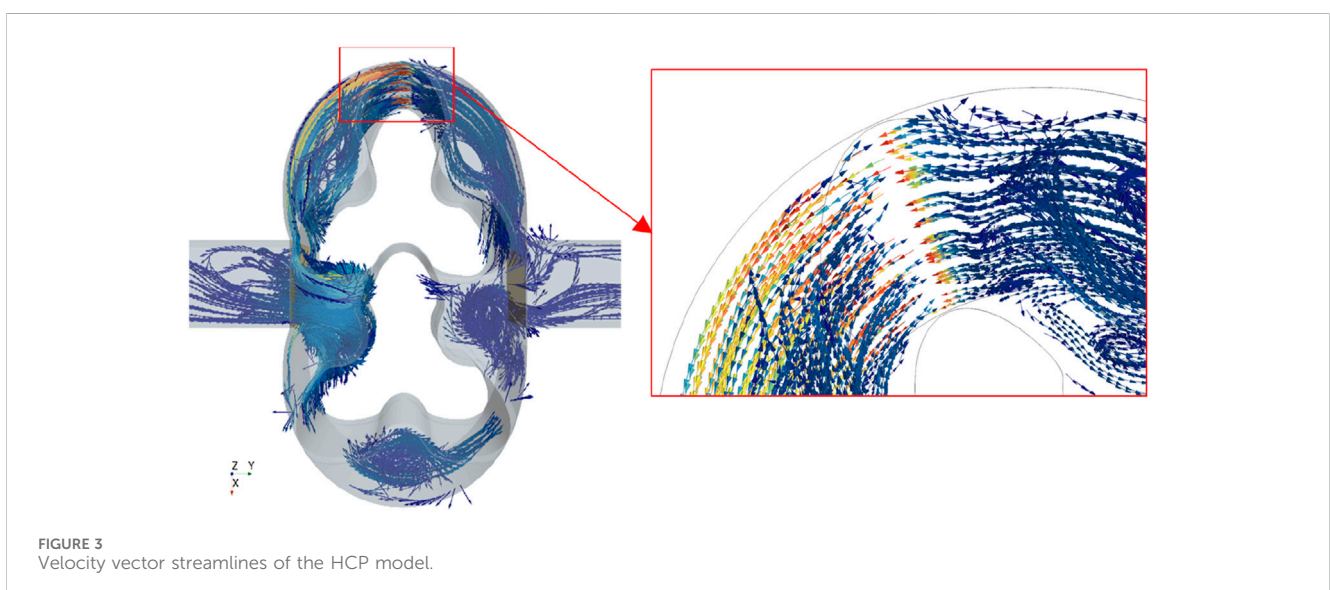 Z Y
X
FIGURE 3
Velocity vector streamlines of the HCP model.